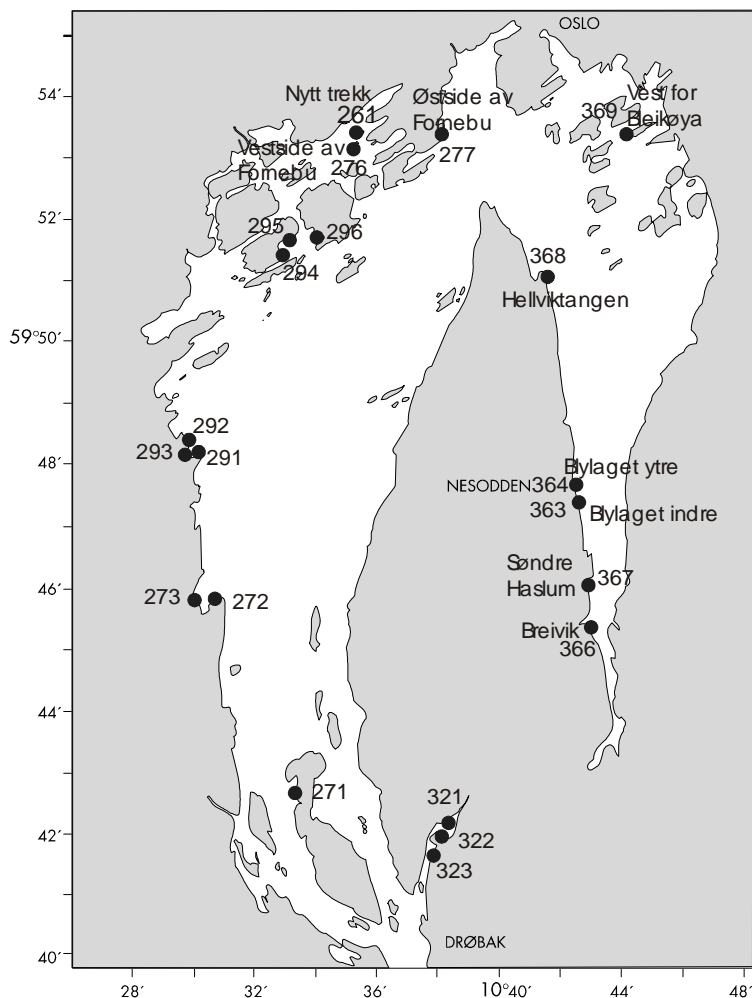 OSLO
54′
Nytt trekk
261
Østside av
Fornebu
277
369
Vest for
Bleikøya
Vestside av
Fornebu
276
52′
295
296
294
368
Hellviktangen
59°50′
292
293
291
48′
Blylaget ytre
NESODDEN
364
363
Blylaget indre
Søndre
Haslum
367
46′
273
272
Breivik
366
44′
271
321
42′
322
323
40′
DRØBAK
28′
32′
36′
10°40′
44′
48′